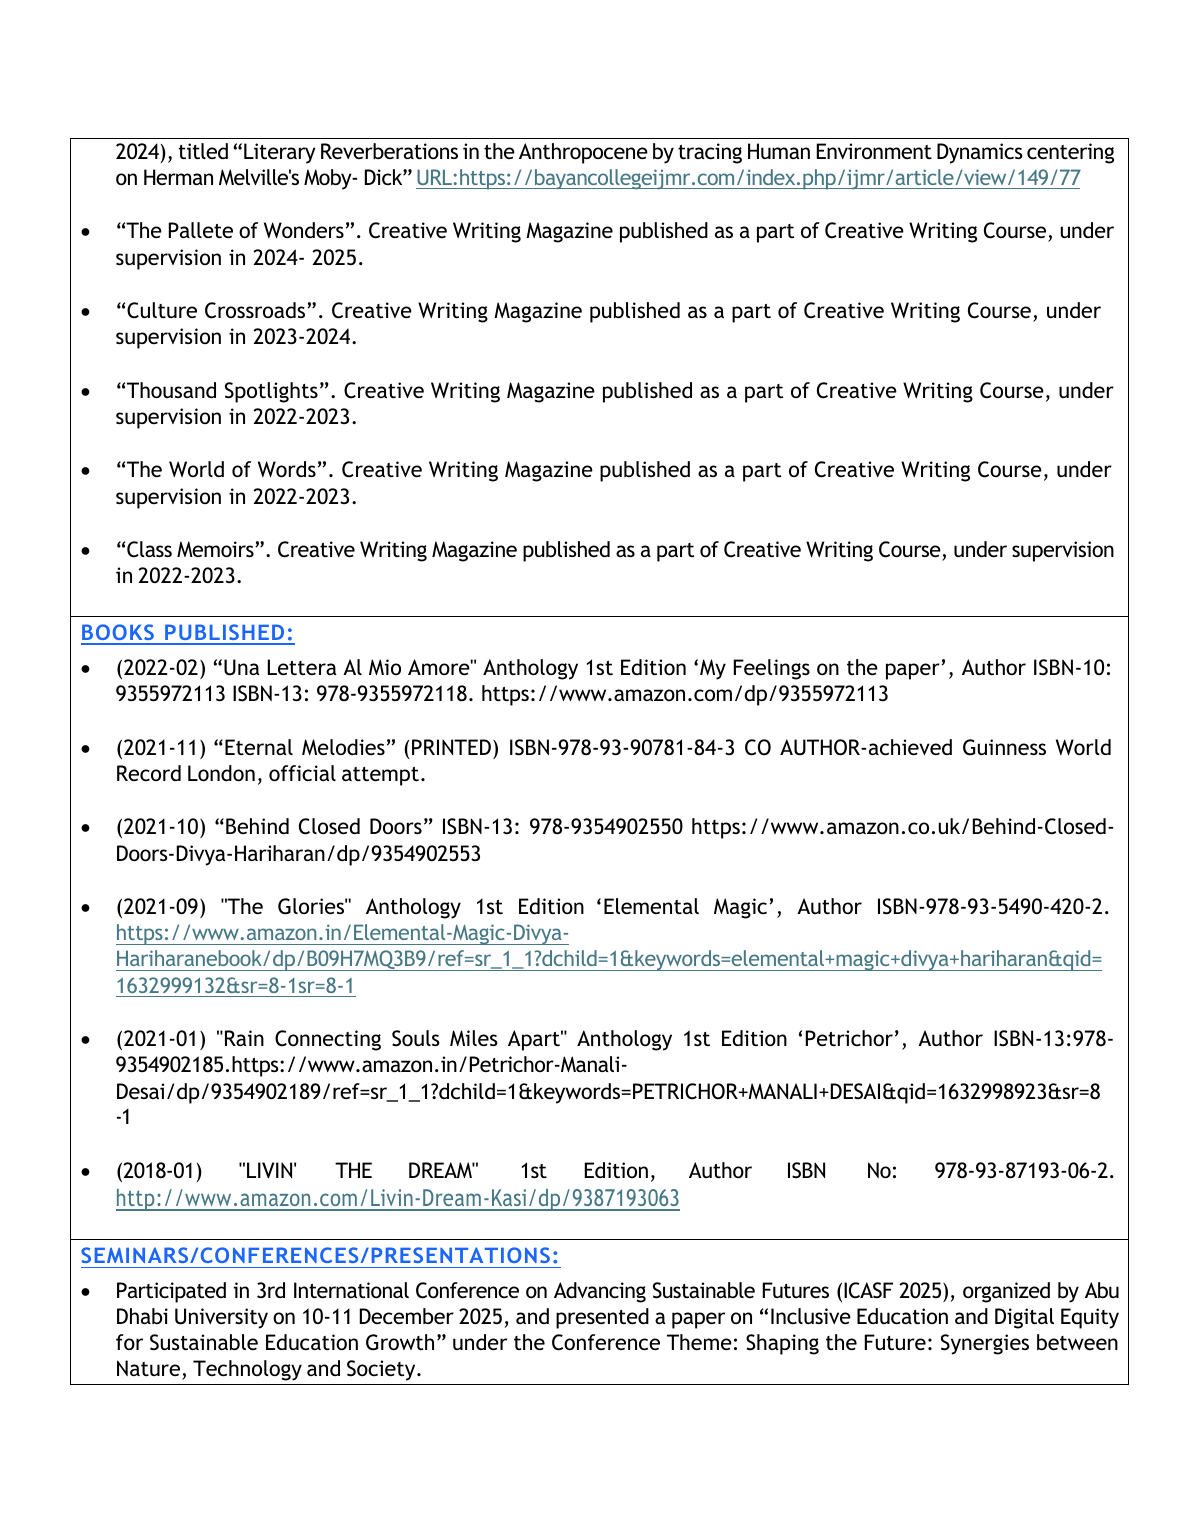 2024), titled “Literary Reverberations in the Anthropocene by tracing Human Environment Dynamics centering
on Herman Melville's Moby- Dick” URL:https://bayancollegeijmr.com/index.php/ijmr/article/view/149/77
• “The Pallete of Wonders”. Creative Writing Magazine published as a part of Creative Writing Course, under
supervision in 2024- 2025.
• “Culture Crossroads”. Creative Writing Magazine published as a part of Creative Writing Course, under
supervision in 2023-2024.
• “Thousand Spotlights”. Creative Writing Magazine published as a part of Creative Writing Course, under
supervision in 2022-2023.
• “The World of Words”. Creative Writing Magazine published as a part of Creative Writing Course, under
supervision in 2022-2023.
• “Class Memoirs”. Creative Writing Magazine published as a part of Creative Writing Course, under supervision
in 2022-2023.
BOOKS PUBLISHED:
• (2022-02) “Una Lettera Al Mio Amore" Anthology 1st Edition ‘My Feelings on the paper’, Author ISBN-10:
9355972113 ISBN-13: 978-9355972118. https://www.amazon.com/dp/9355972113
• (2021-11) “Eternal Melodies” (PRINTED) ISBN-978-93-90781-84-3 CO AUTHOR-achieved Guinness World
Record London, official attempt.
• (2021-10) “Behind Closed Doors” ISBN-13: 978-9354902550 https://www.amazon.co.uk/Behind-Closed-
Doors-Divya-Hariharan/dp/9354902553
• (2021-09) "The Glories" Anthology 1st Edition ‘Elemental Magic’, Author ISBN-978-93-5490-420-2.
https://www.amazon.in/Elemental-Magic-Divya-
Hariharanebook/dp/B09H7MQ3B9/ref=sr_1_1?dchild=1&keywords=elemental+magic+divya+hariharan&qid=
1632999132&sr=8-1sr=8-1
• (2021-01) "Rain Connecting Souls Miles Apart" Anthology 1st Edition ‘Petrichor’, Author ISBN-13:978-
9354902185.https://www.amazon.in/Petrichor-Manali-
Desai/dp/9354902189/ref=sr_1_1?dchild=1&keywords=PETRICHOR+MANALI+DESAI&qid=1632998923&sr=8
-1
• (2018-01) "LIVIN' THE DREAM" 1st Edition, Author ISBN No: 978-93-87193-06-2.
http://www.amazon.com/Livin-Dream-Kasi/dp/9387193063
SEMINARS/CONFERENCES/PRESENTATIONS:
• Participated in 3rd International Conference on Advancing Sustainable Futures (ICASF 2025), organized by Abu
Dhabi University on 10-11 December 2025, and presented a paper on “Inclusive Education and Digital Equity
for Sustainable Education Growth” under the Conference Theme: Shaping the Future: Synergies between
Nature, Technology and Society.